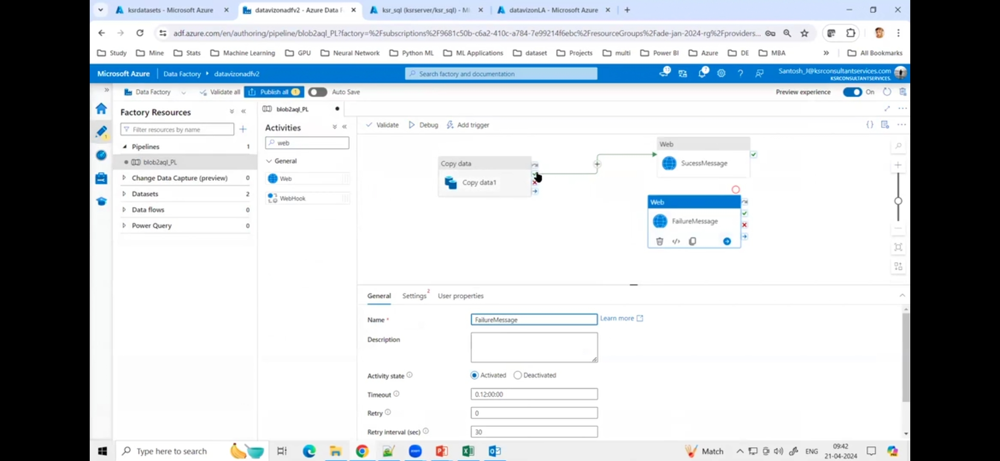 ksrdatasets - Microsoft Azure
datavizonadfv2 - Azure Data F
ksr_sql (ksrserver/ksr_sql) - Mi
datavizonLA - Microsoft Azure
adf.azure.com/en/authoring/pipeline/blob2aql_PL?factory=%2Fsubscriptions%2F9681c50b-c6a2-410c-a784-7e99214f6ebc%2FresourceGroups%2Fade-jan-2024-rg%2Fproviders...
Study Mine Stats Machine Learning GPU Neural Network Python ML ML Applications dataset Projects multi Power BI Azure DE MBA » All Bookmarks
Microsoft Azure Data Factory datavizonadfv2
Search factory and documentation
13
7
Santosh_J@ksrconsultantservices.com
KSRCONSULTANTSERVICES.
Data Factory Validate all Publish all 1 Auto Save
Preview experience On
Factory Resources
Filter resources by name
Pipelines 1
blob2aql_PL
Change Data Capture (preview) 0
Datasets 2
Data flows 0
Power Query 0
1
blob2aql_PL
Activities
web
General
Web
WebHook
Validate Debug Add trigger
Copy data
Copy data1
Web
SucessMessage
Web
FailureMessage
General Settings 2 User properties
Name * FailureMessage Learn more
Description
Activity state Activated Deactivated
Timeout 0.12:00:00
Retry 0
Retry interval (sec) 30
Type here to search
zoom
Match
ENG
09:42
21-04-2024